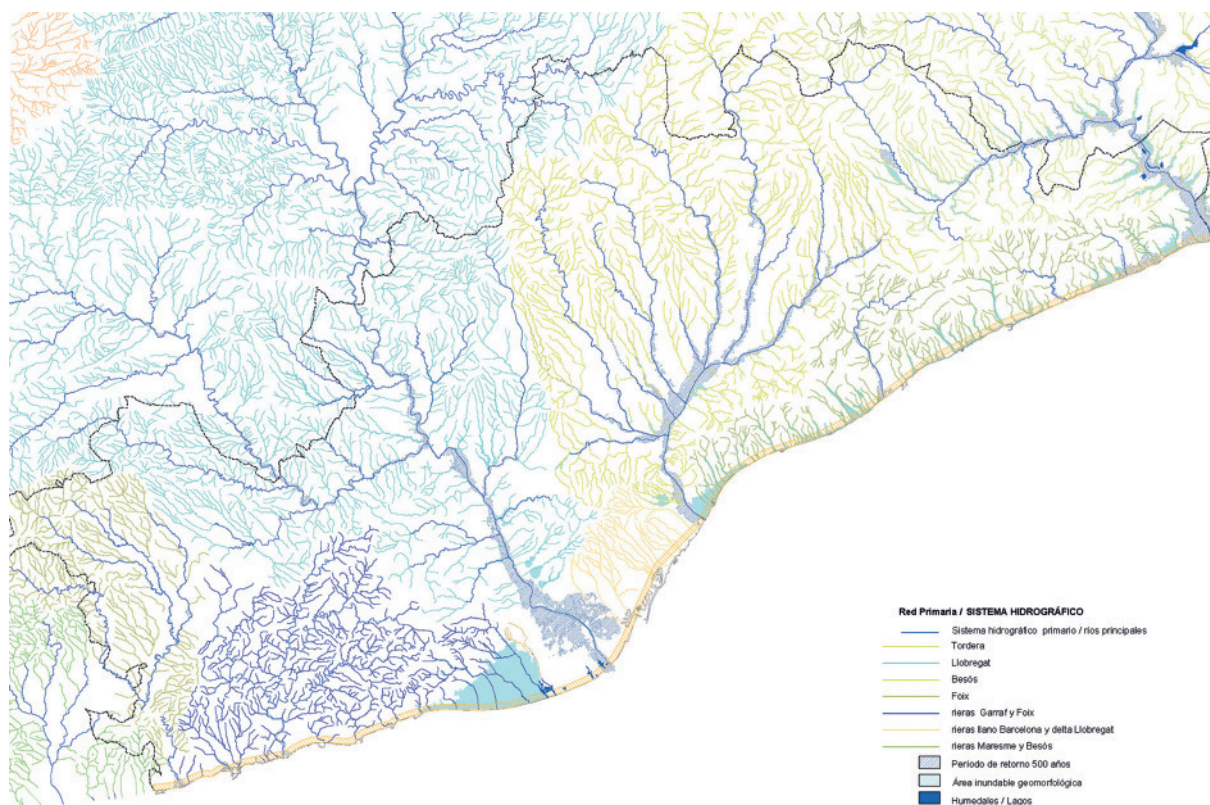 Red Primaria / SISTEMA HIDROGRÁFICO
Sistema hidrográfico primario / ríos principales
Tordera
Llobregat
Besós
Foix
rieras Garraf y Foix
rieras llano Barcelona y delta Llobregat
rieras Maresme y Besós
Período de retorno 500 años
Área inundable geomorfológica
Humedales / Lagos